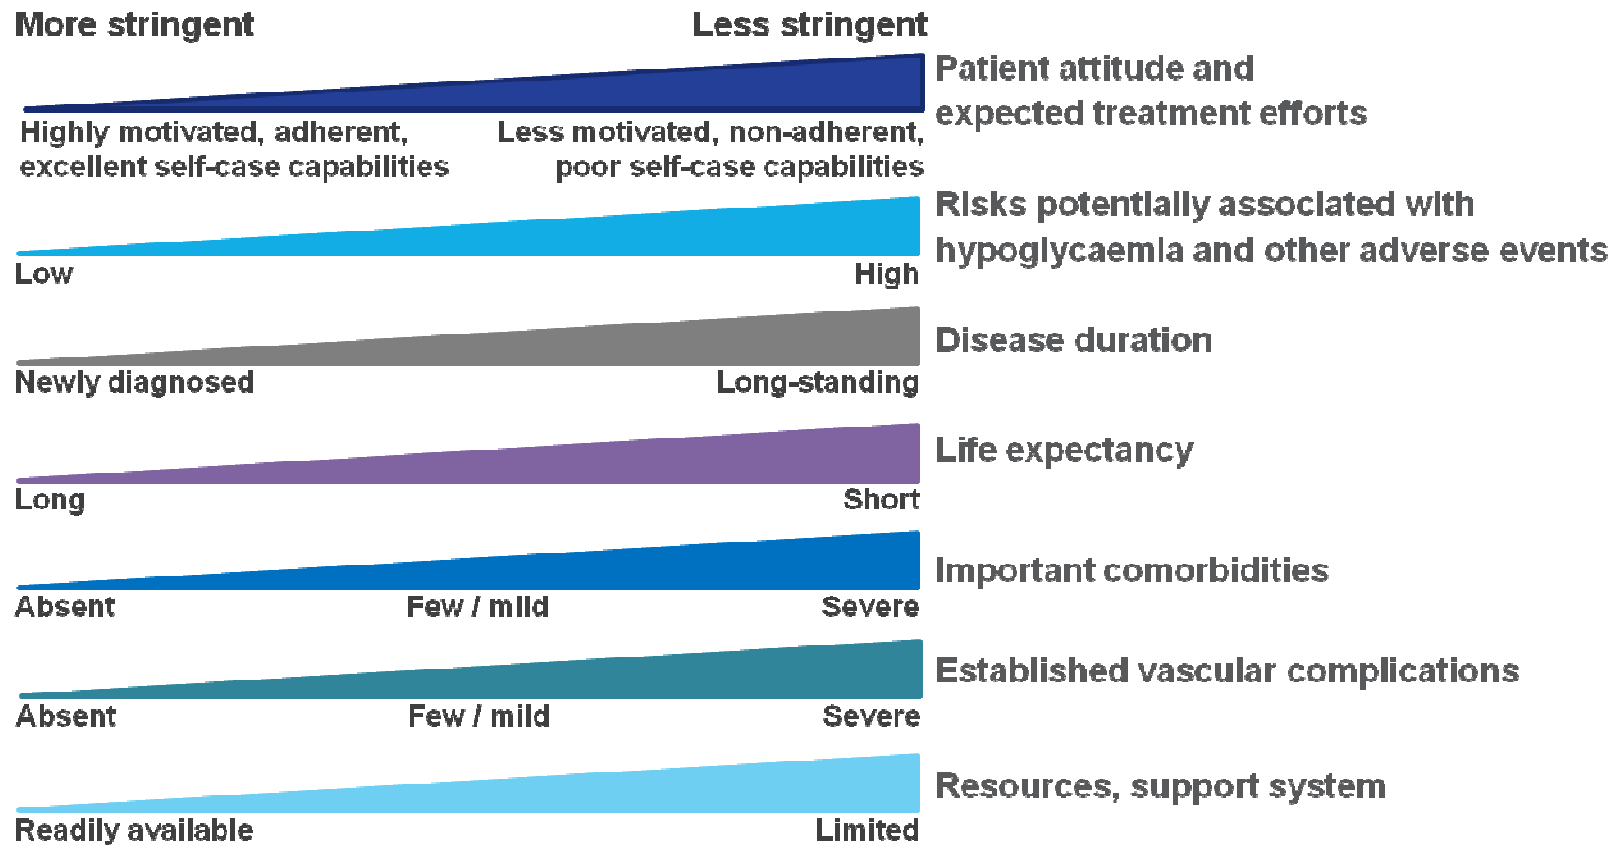 More stringent
Less stringent
Patient attitude and
expected treatment efforts
Highly motivated, adherent,
excellent self-case capabilities
Less motivated, non-adherent,
poor self-case capabilities
Risks potentially associated with
hypoglycaemia and other adverse events
Low
High
Disease duration
Newly diagnosed
Long-standing
Life expectancy
Long
Short
Important comorbidities
Absent
Few / mild
Severe
Established vascular complications
Absent
Few / mild
Severe
Resources, support system
Readily available
Limited